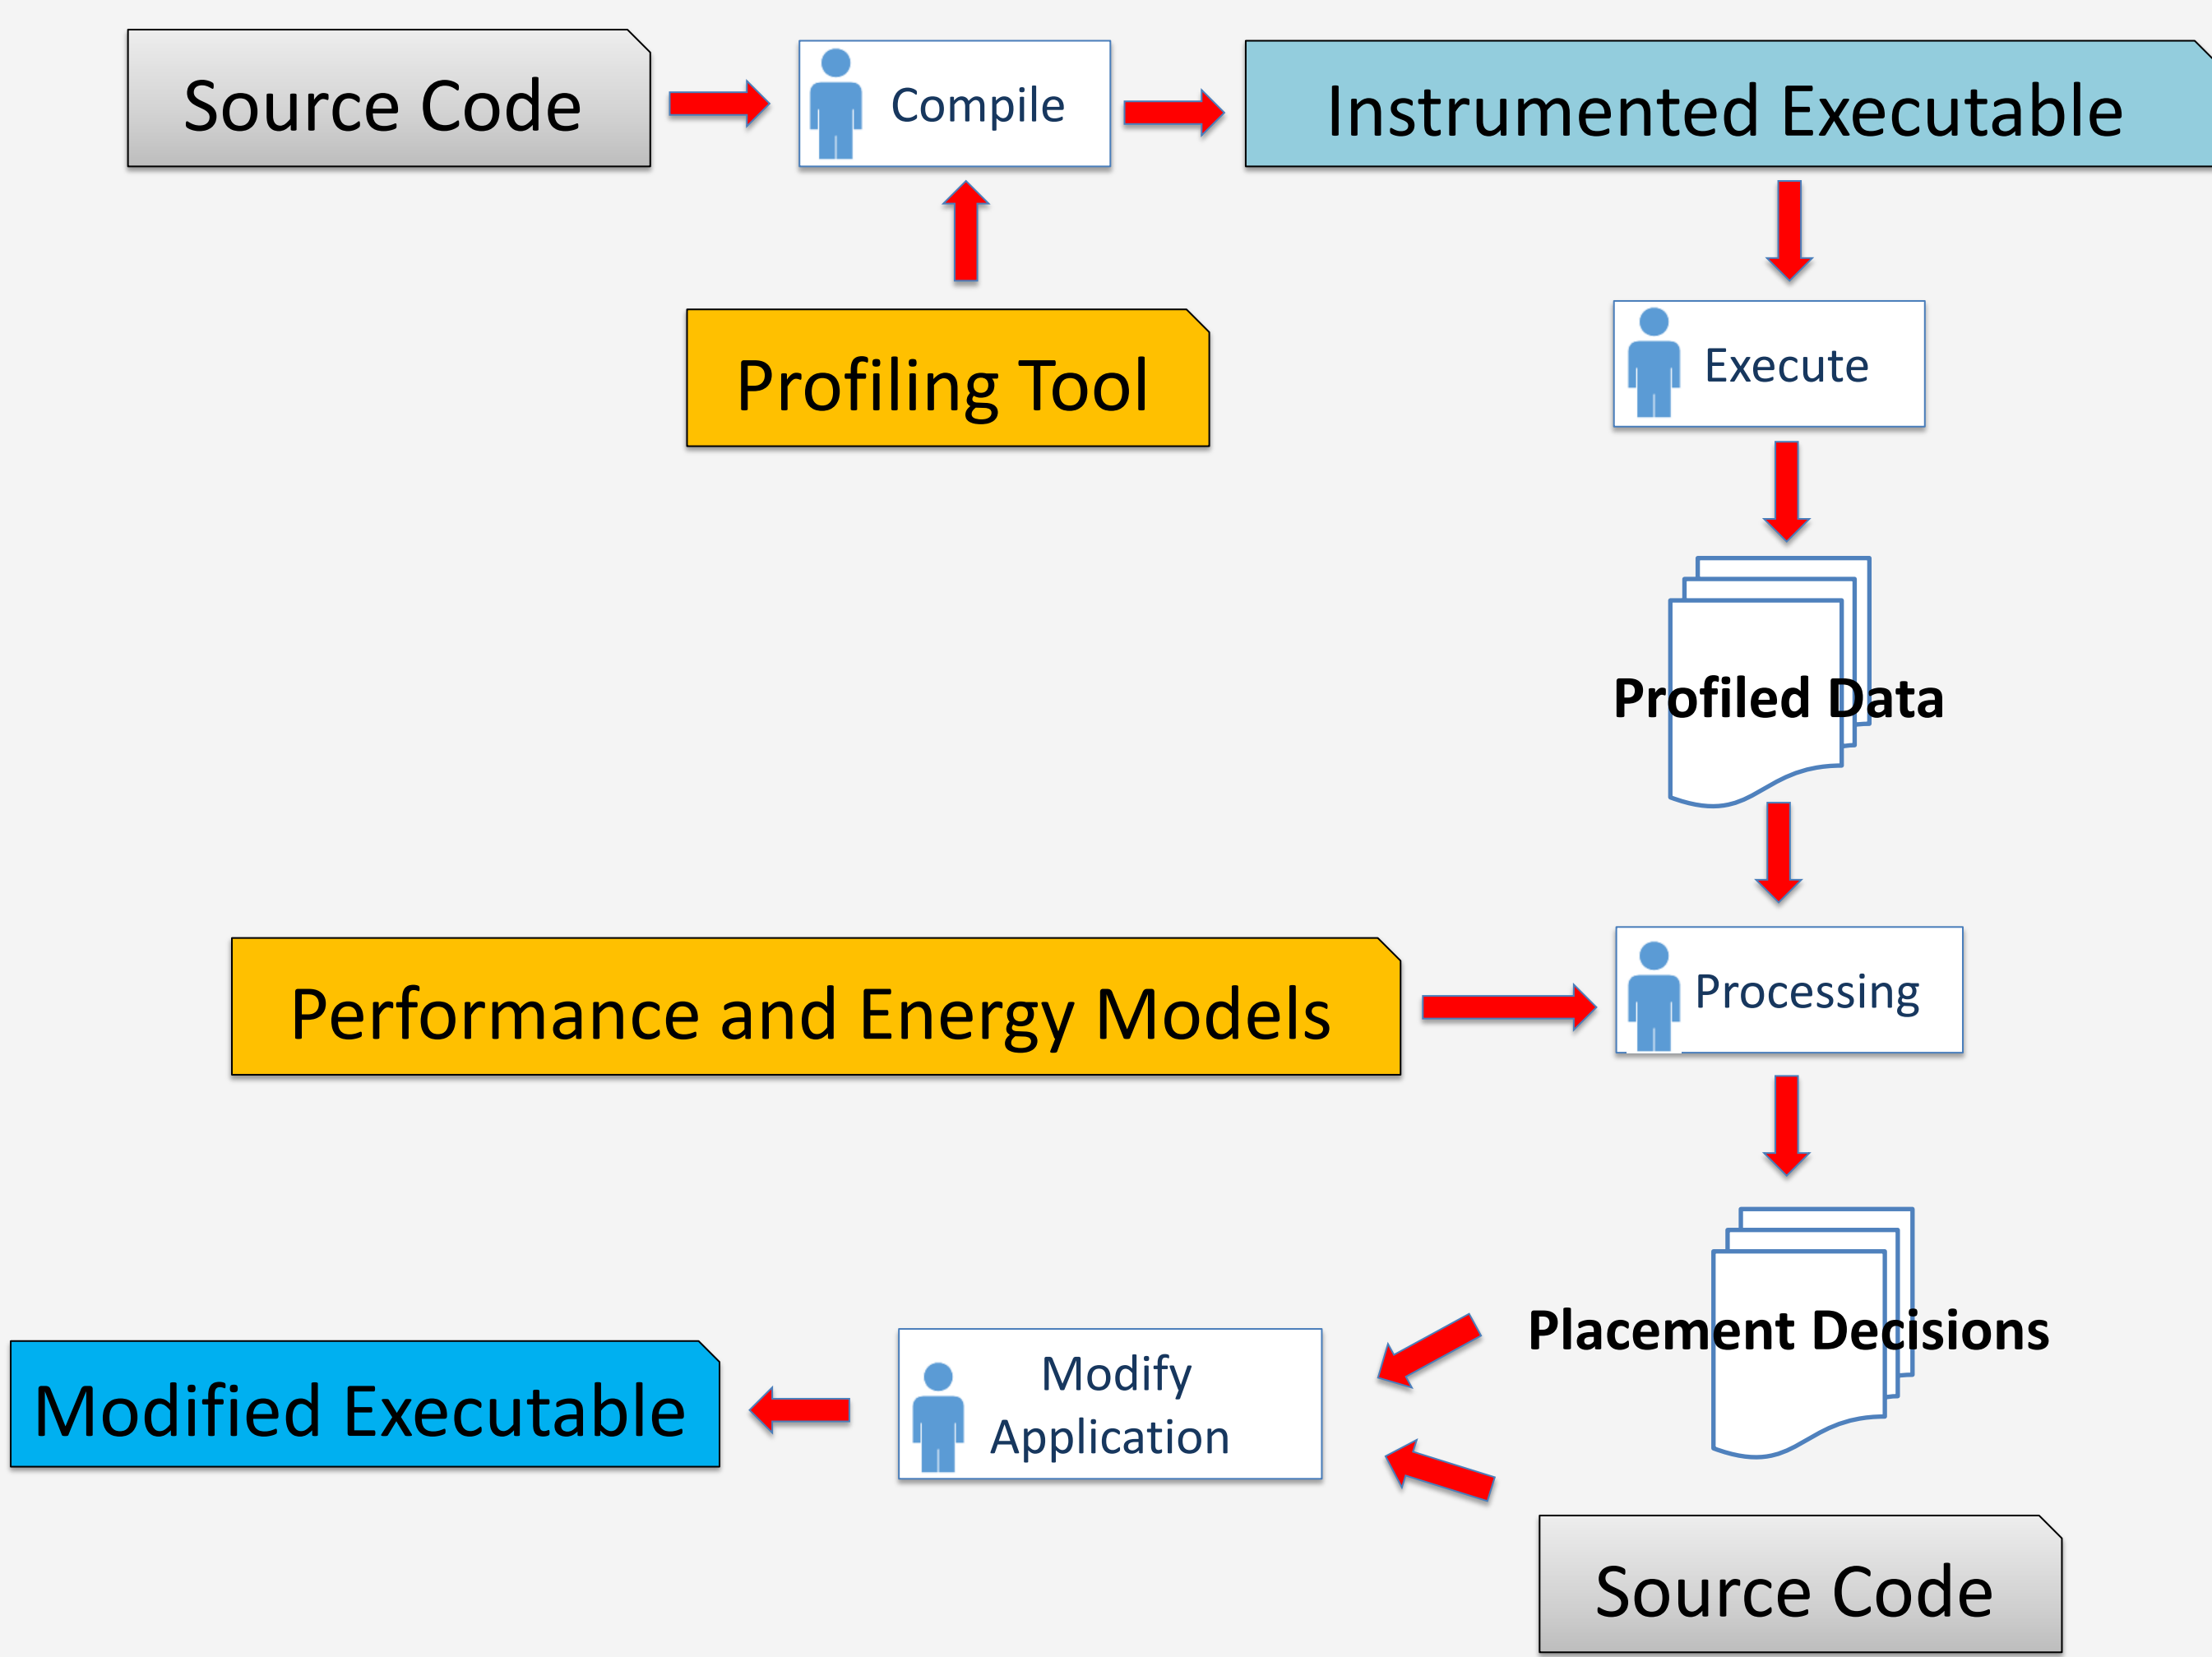 Source Code
Compile
Instrumented Executable
Profiling Tool
Execute
Profiled Data
Performance and Energy Models
Processing
Placement Decisions
Modify
Application
Modified Executable
Source Code